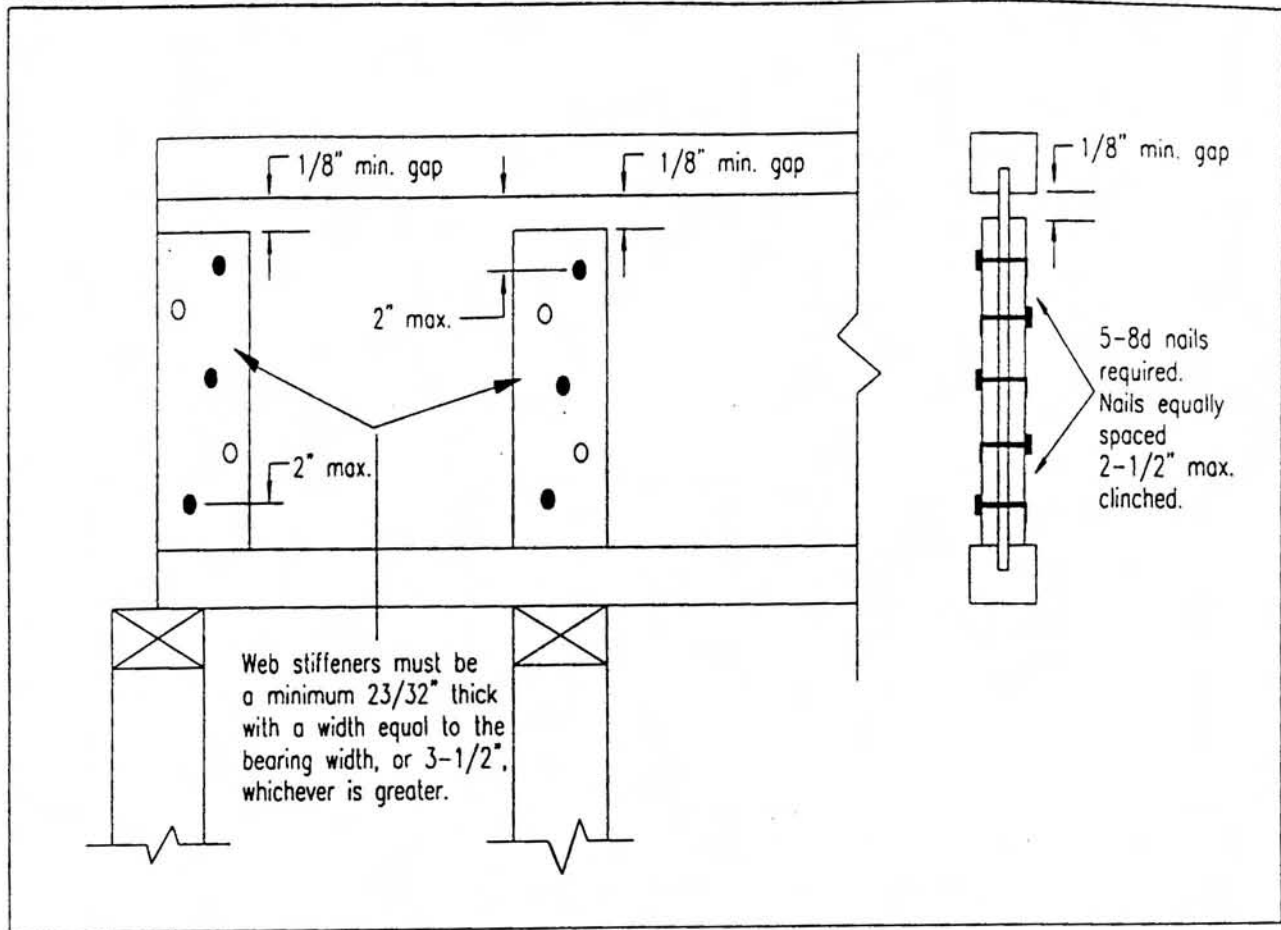 1/8" min. gap
1/8" min. gap
1/8" min. gap
2" max.
2" max.
5-8d nails
required.
Nails equally
spaced
2-1/2" max.
clinched.
Web stiffeners must be
a minimum 23/32" thick
with a width equal to the
bearing width, or 3-1/2",
whichever is greater.